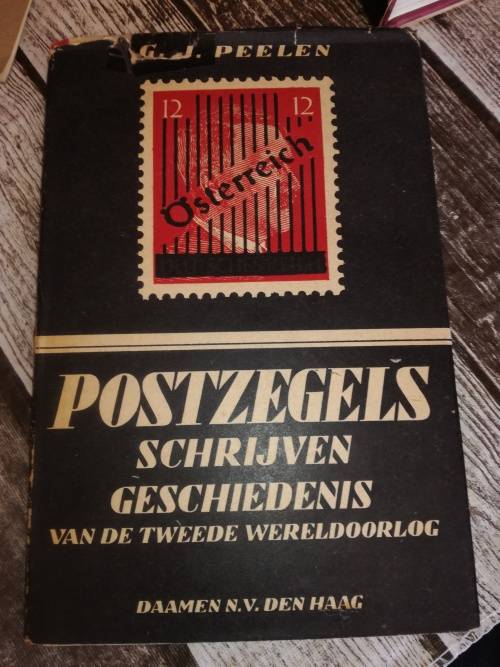 G. J. PEELEN
12 12
Österreich
POSTZEGELS
SCHRIJVEN
GESCHIEDENIS
VAN DE TWEEDE WERELDOORLOG
DAAMEN N.V. DEN HAAG